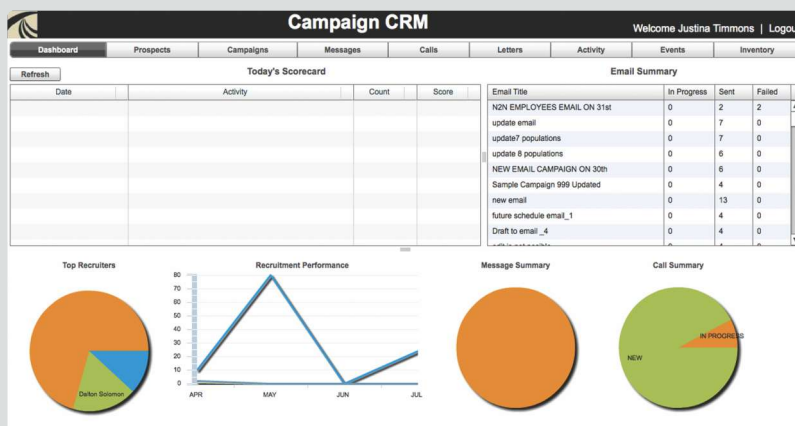 Campaign CRM
Welcome Justina Timmons | Logou
Dashboard Prospects Campaigns Messages Calls Letters Activity Events Inventory
Refresh
Today's Scorecard
Date Activity Count Score
Email Summary
Email Title In Progress Sent Failed
N2N EMPLOYEES EMAIL ON 31st 0 2 2
update email 0 7 0
update7 populations 0 7 0
update 8 populations 0 6 0
NEW EMAIL CAMPAIGN ON 30th 0 6 0
Sample Campaign 999 Updated 0 4 0
new email 0 13 0
future schedule email_1 0 4 0
Draft to email _4 0 4 0
Top Recruiters
Dalton Solomon
Recruitment Performance
80
70
60
50
40
30
20
10
0
APR MAY JUN JUL
Message Summary
Call Summary
IN PROGRESS
NEW